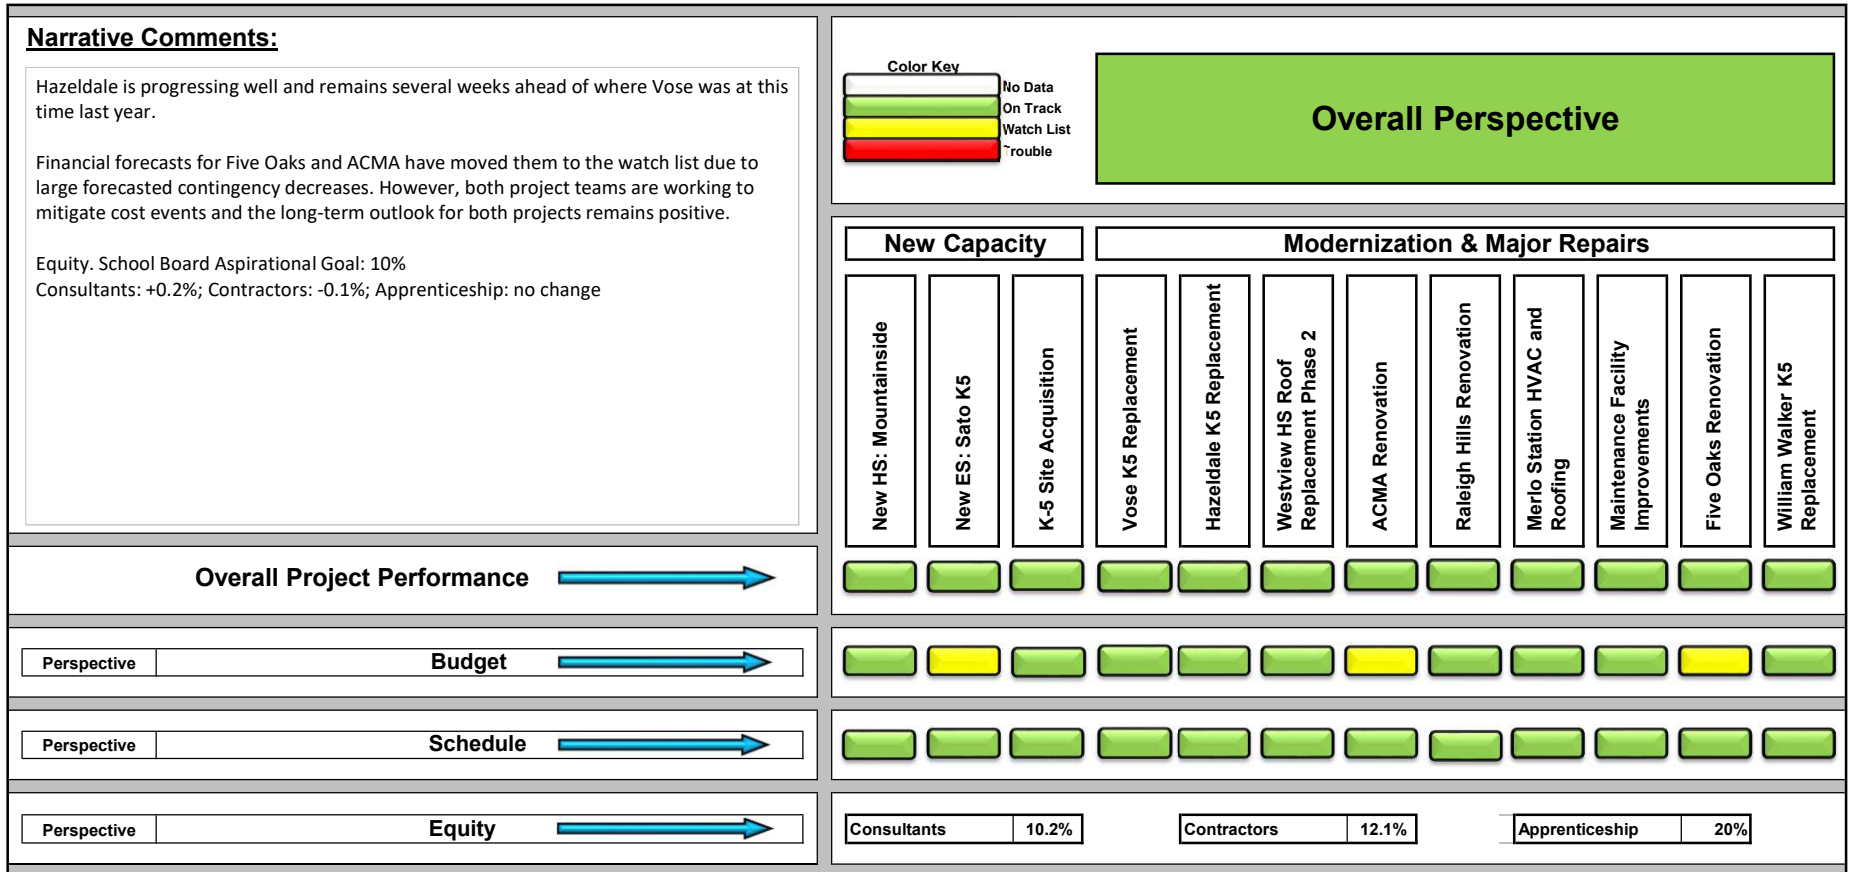 Narrative Comments:
Hazeldale is progressing well and remains several weeks ahead of where Vose was at this
time last year.
Financial forecasts for Five Oaks and ACMA have moved them to the watch list due to
large forecasted contingency decreases. However, both project teams are working to
mitigate cost events and the long-term outlook for both projects remains positive.
Equity. School Board Aspirational Goal: 10%
Consultants: +0.2%; Contractors: -0.1%; Apprenticeship: no change
Color Key
No Data
On Track
Watch List
Trouble
Overall Perspective
New Capacity
Modernization & Major Repairs
New HS: Mountainside
New ES: Sato K5
K-5 Site Acquisition
Vose K5 Replacement
Hazeldale K5 Replacement
Westview HS Roof
Replacement Phase 2
ACMA Renovation
Raleigh Hills Renovation
Merlo Station HVAC and
Roofing
Maintenance Facility
Improvements
Five Oaks Renovation
William Walker K5
Replacement
Overall Project Performance
Perspective Budget
Perspective Schedule
Perspective Equity
Consultants 10.2% Contractors 12.1% Apprenticeship 20%